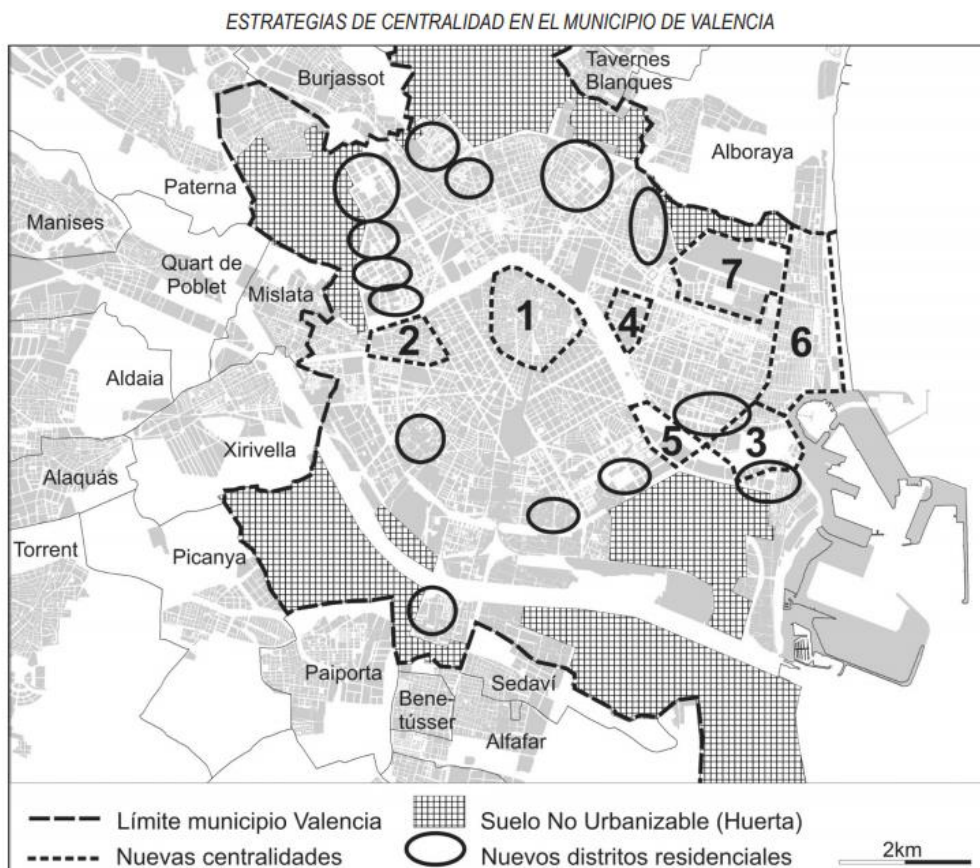 ESTRATEGIAS DE CENTRALIDAD EN EL MUNICIPIO DE VALENCIA
Burjassot
Tavernes
Blanques
Alboraya
Paterna
Manises
Quart de
Poblet
Mislata
7
1
4
2
6
Aldaia
Xirivella
5
3
Alaquás
Torrent
Picanya
Paiporta
Sedaví
Bene-
tússer
Alfafar
Límite municipio Valencia
Suelo No Urbanizable (Huerta)
Nuevas centralidades
Nuevos distritos residenciales
2km